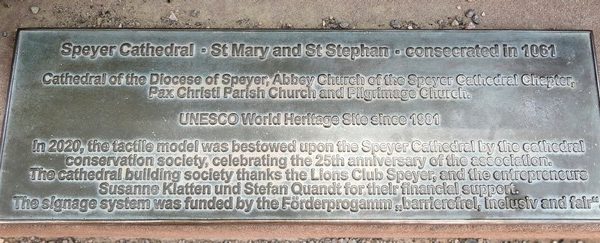 Speyer Cathedral · St Mary and St Stephan · consecrated in 1061
Cathedral of the Diocese of Speyer, Abbey Church of the Speyer Cathedral Chapter,
Pax Christi Parish Church and Pilgrimage Church.
UNESCO World Heritage Site since 1981
In 2020, the tactile model was bestowed upon the Speyer Cathedral by the cathedral
conservation society, celebrating the 25th anniversary of the association.
The cathedral building society thanks the Lions Club Speyer, and the entrepreneurs
Susanne Klatten und Stefan Quandt for their financial support.
The signage system was funded by the Förderprogamm „barrierefrei, inclusiv and fair“